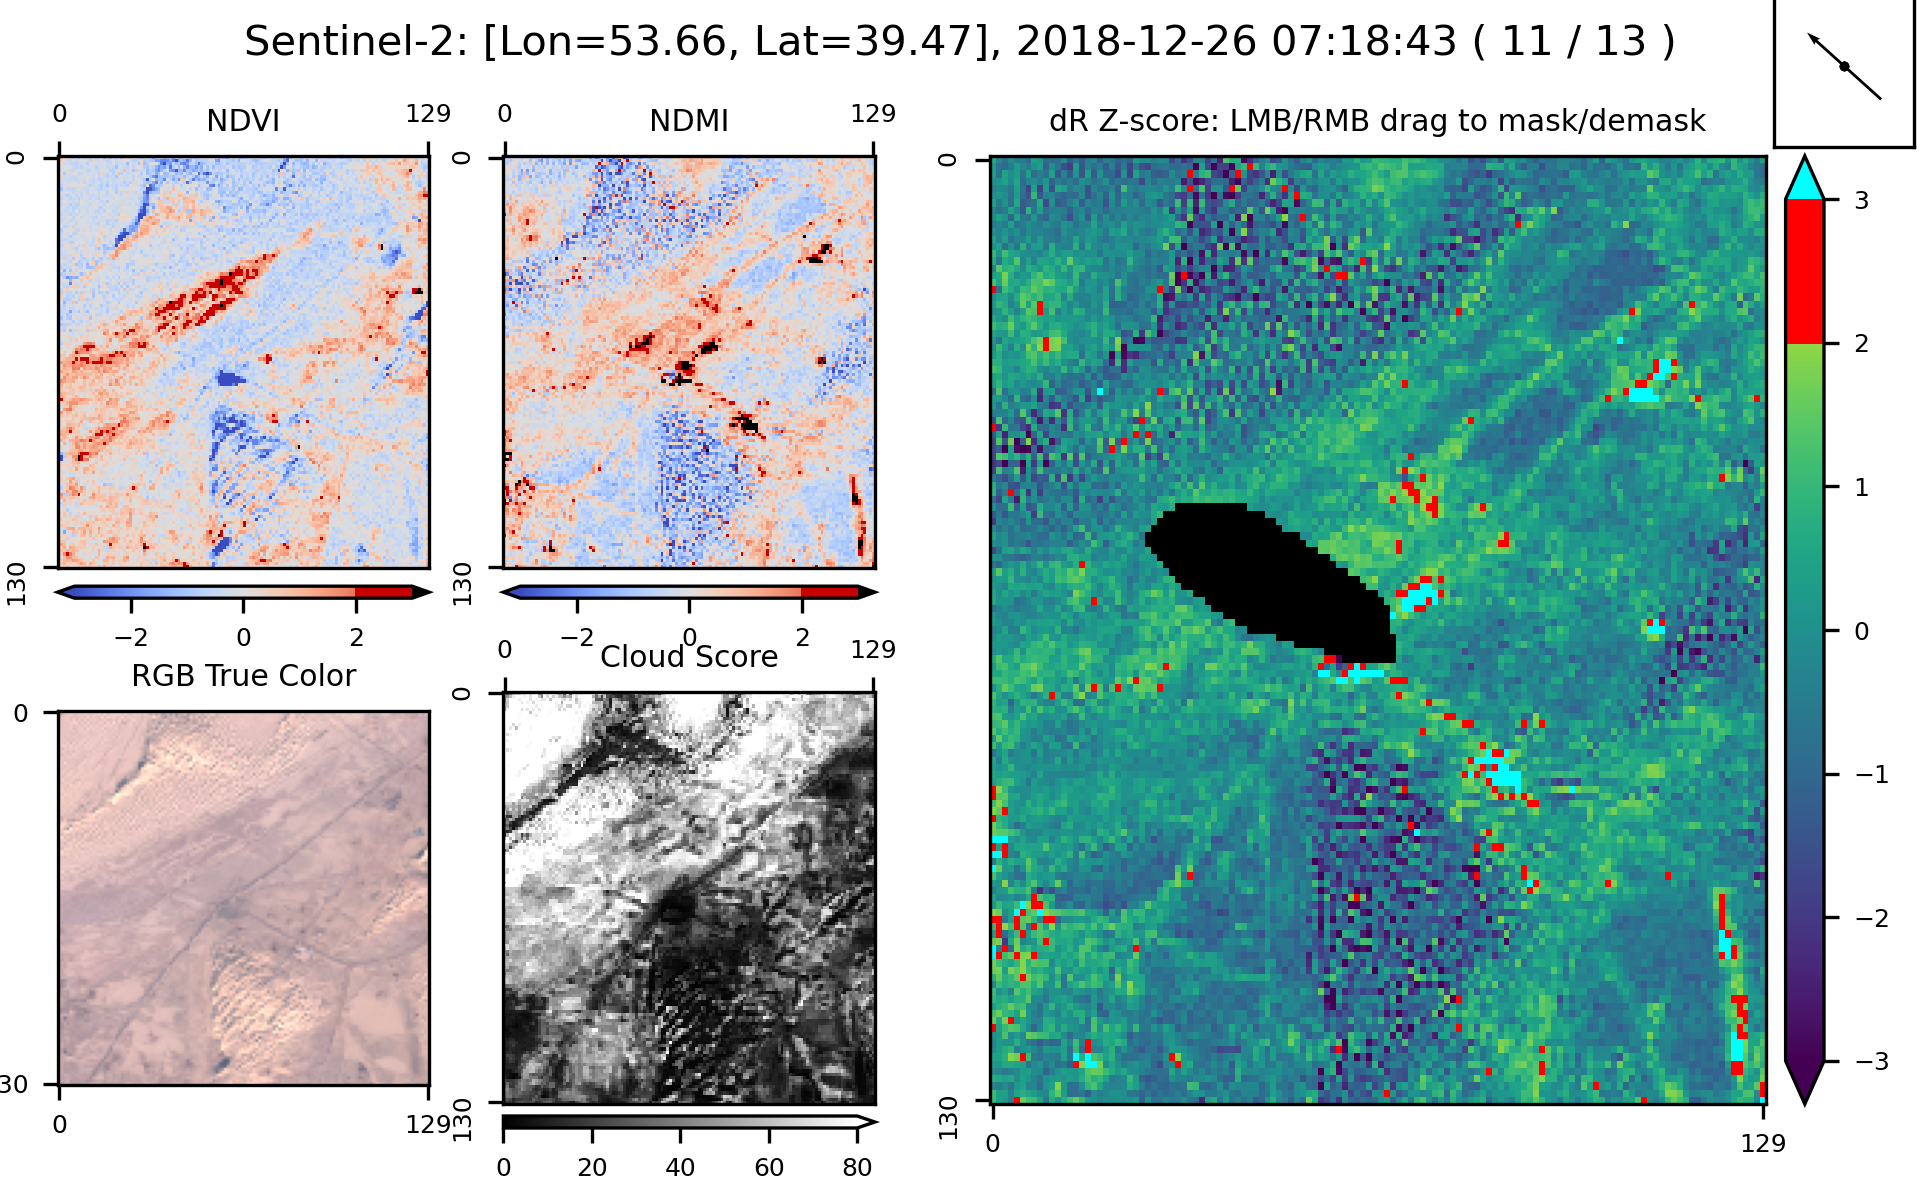 Sentinel-2: [Lon=53.66, Lat=39.47], 2018-12-26 07:18:43 ( 11 / 13 )
0 129 0 129
NDVI NDMI dR Z-score: LMB/RMB drag to mask/demask
0 0 0
3
2
1
0
−1
−2
−3
130 130
−2 0 2 −2 0 2
0 129
RGB True Color Cloud Score
0 0
30 130 130
0 129 0 129
0 20 40 60 80